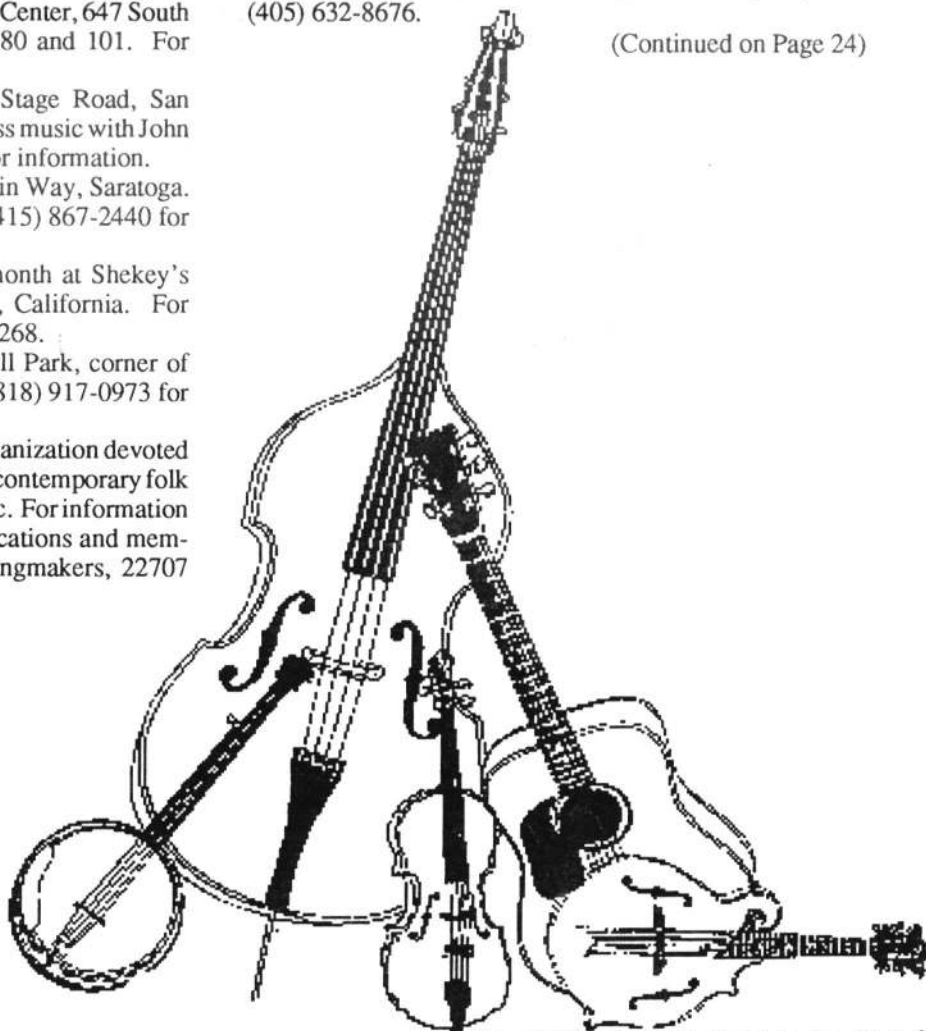 Center, 647 South
80 and 101. For
Stage Road, San
ss music with John
or information.
in Way, Saratoga.
415) 867-2440 for
month at Shekey's
, California. For
268.
ll Park, corner of
818) 917-0973 for
anization devoted
contemporary folk
c. For information
cations and mem-
ngmakers, 22707
(405) 632-8676.
(Continued on Page 24)